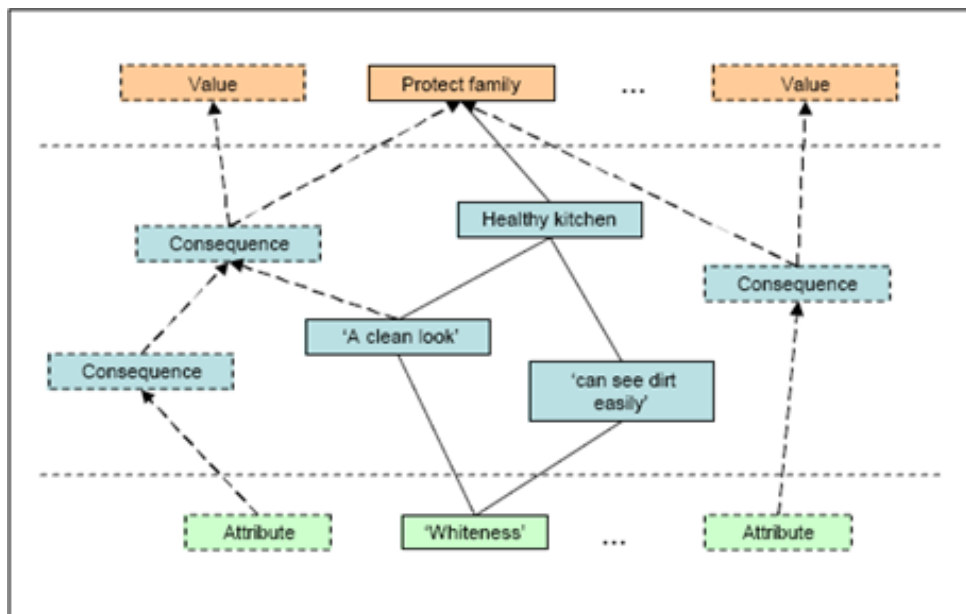 Value
Protect family
...
Value
Healthy kitchen
Consequence
Consequence
‘A clean look’
Consequence
‘can see dirt
easily’
Attribute
‘Whiteness’
...
Attribute